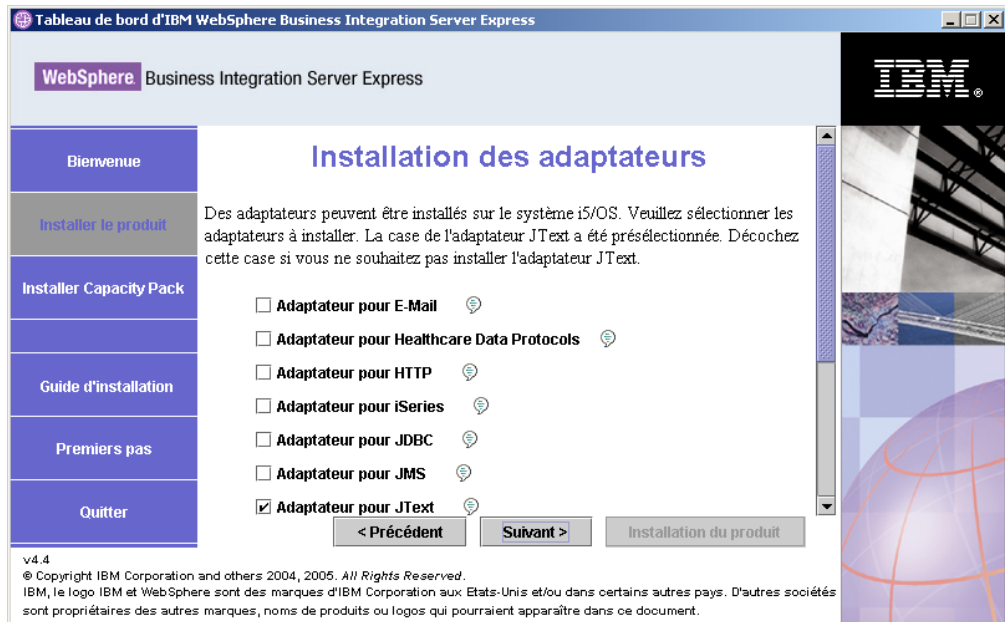 Tableau de bord d'IBM WebSphere Business Integration Server Express
WebSphere. Business Integration Server Express
IBM®
Bienvenue
Installer le produit
Installer Capacity Pack
Guide d'installation
Premiers pas
Quitter
Installation des adaptateurs
Des adaptateurs peuvent être installés sur le système i5/OS. Veuillez sélectionner les
adaptateurs à installer. La case de l'adaptateur JText a été présélectionnée. Décochez
cette case si vous ne souhaitez pas installer l'adaptateur JText.
Adaptateur pour E-Mail
Adaptateur pour Healthcare Data Protocols
Adaptateur pour HTTP
Adaptateur pour iSeries
Adaptateur pour JDBC
Adaptateur pour JMS
Adaptateur pour JText
< Précédent
Suivant >
Installation du produit
v4.4
© Copyright IBM Corporation and others 2004, 2005. All Rights Reserved.
IBM, le logo IBM et WebSphere sont des marques d'IBM Corporation aux Etats-Unis et/ou dans certains autres pays. D'autres sociétés
sont propriétaires des autres marques, noms de produits ou logos qui pourraient apparaître dans ce document.